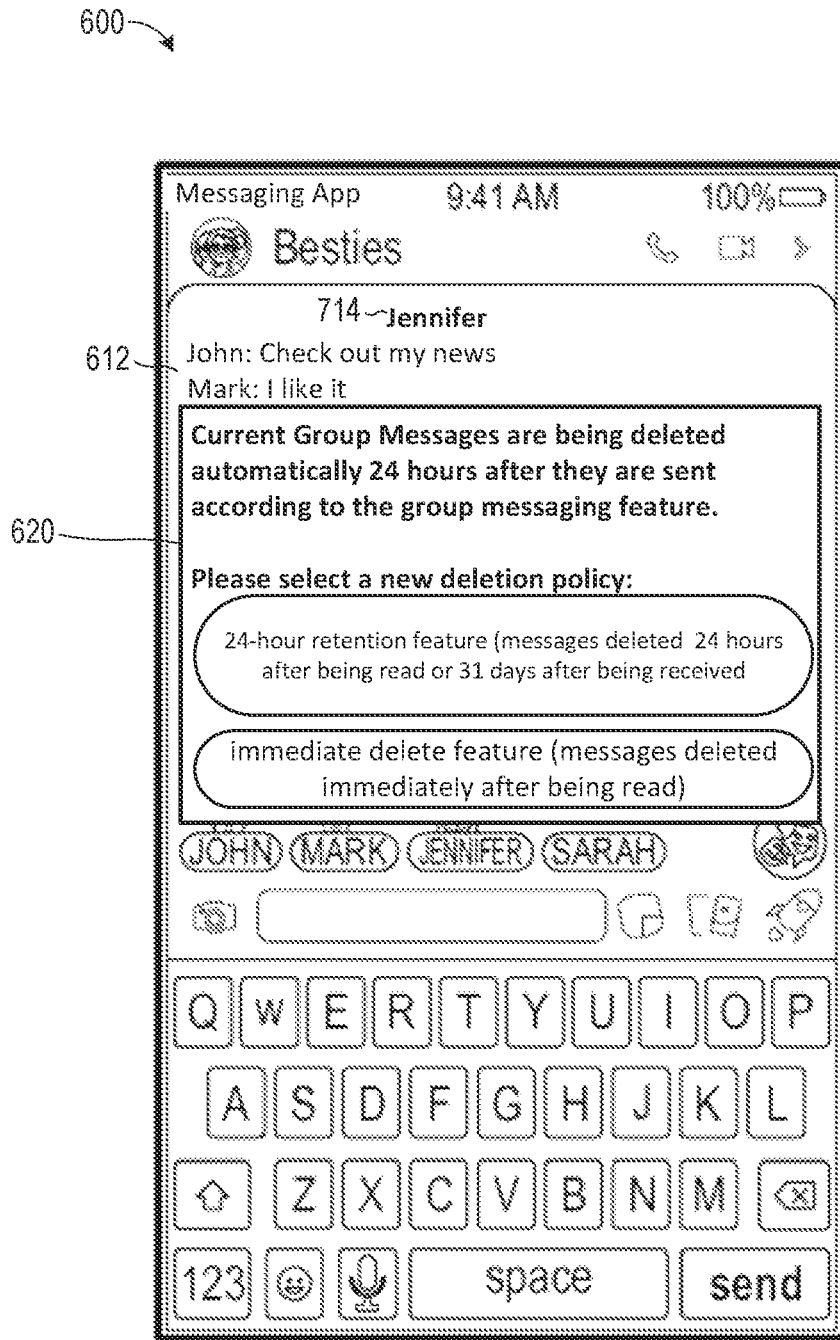 600
Messaging App 9:41 AM 100%
Besties
714 Jennifer
612
John: Check out my news
Mark: I like it
620
Current Group Messages are being deleted
automatically 24 hours after they are sent
according to the group messaging feature.
Please select a new deletion policy:
24-hour retention feature (messages deleted 24 hours
after being read or 31 days after being received
immediate delete feature (messages deleted
immediately after being read)
JOHN MARK JENNIFER SARAH
Q W E R T Y U I O P
A S D F G H J K L
Z X C V B N M
123 space send